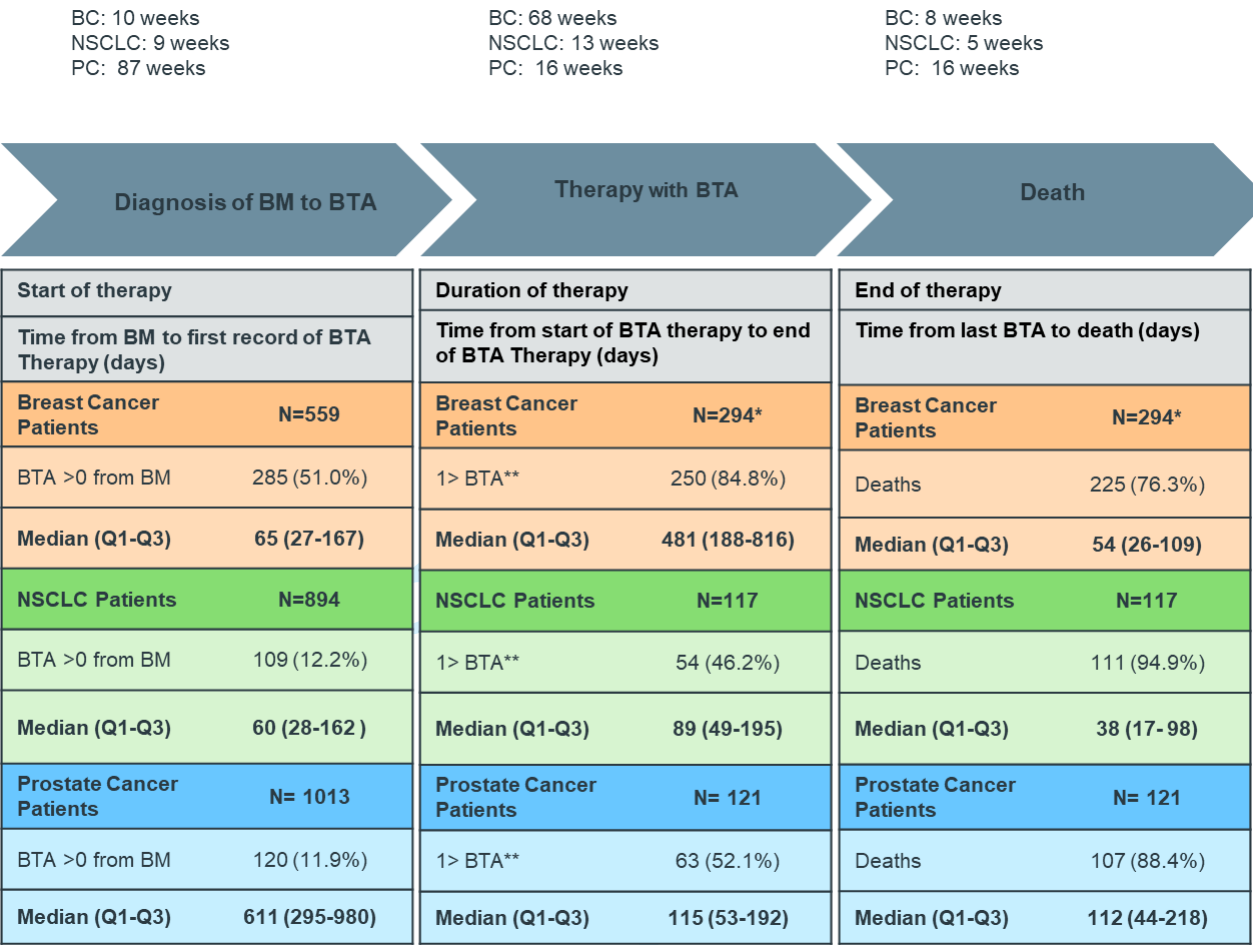 BC: 10 weeks
NSCLC: 9 weeks
PC:  87 weeks
BC: 68 weeks
NSCLC: 13 weeks
PC:  16 weeks
BC: 8 weeks
NSCLC: 5 weeks
PC:  16 weeks
Diagnosis of BM to BTA
Therapy with BTA
Death
Start of therapy
Time from BM to first record of BTA
Therapy (days)
Breast Cancer
Patients
N=559
BTA >0 from BM 285 (51.0%)
Median (Q1-Q3) 65 (27-167)
NSCLC Patients N=894
BTA >0 from BM 109 (12.2%)
Median (Q1-Q3) 60 (28-162 )
Prostate Cancer
Patients
N= 1013
BTA >0 from BM 120 (11.9%)
Median (Q1-Q3) 611 (295-980)
Duration of therapy
Time from start of BTA therapy to end
of BTA Therapy (days)
Breast Cancer
Patients
N=294*
1> BTA** 250 (84.8%)
Median (Q1-Q3) 481 (188-816)
NSCLC Patients N=117
1> BTA** 54 (46.2%)
Median (Q1-Q3) 89 (49-195)
Prostate Cancer
Patients
N= 121
1> BTA** 63 (52.1%)
Median (Q1-Q3) 115 (53-192)
End of therapy
Time from last BTA to death (days)
Breast Cancer
Patients
N=294*
Deaths 225 (76.3%)
Median (Q1-Q3) 54 (26-109)
NSCLC Patients N=117
Deaths 111 (94.9%)
Median (Q1-Q3) 38 (17- 98)
Prostate Cancer
Patients
N= 121
Deaths 107 (88.4%)
Median (Q1-Q3) 112 (44-218)